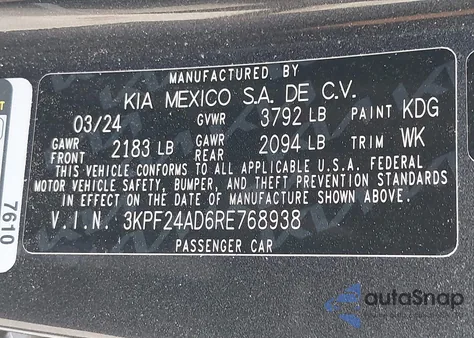 MANUFACTURED BY
KIA MEXICO S.A. DE C.V.
03/24 GVWR 3792 LB PAINT KDG
GAWR FRONT 2183 LB GAWR REAR 2094 LB TRIM WK
THIS VEHICLE CONFORMS TO ALL APPLICABLE U.S.A. FEDERAL
MOTOR VEHICLE SAFETY, BUMPER, AND THEFT PREVENTION STANDARDS
IN EFFECT ON THE DATE OF MANUFACTURE SHOWN ABOVE.
V.I.N. 3KPF24AD6RE768938
PASSENGER CAR
7610
autoSnap